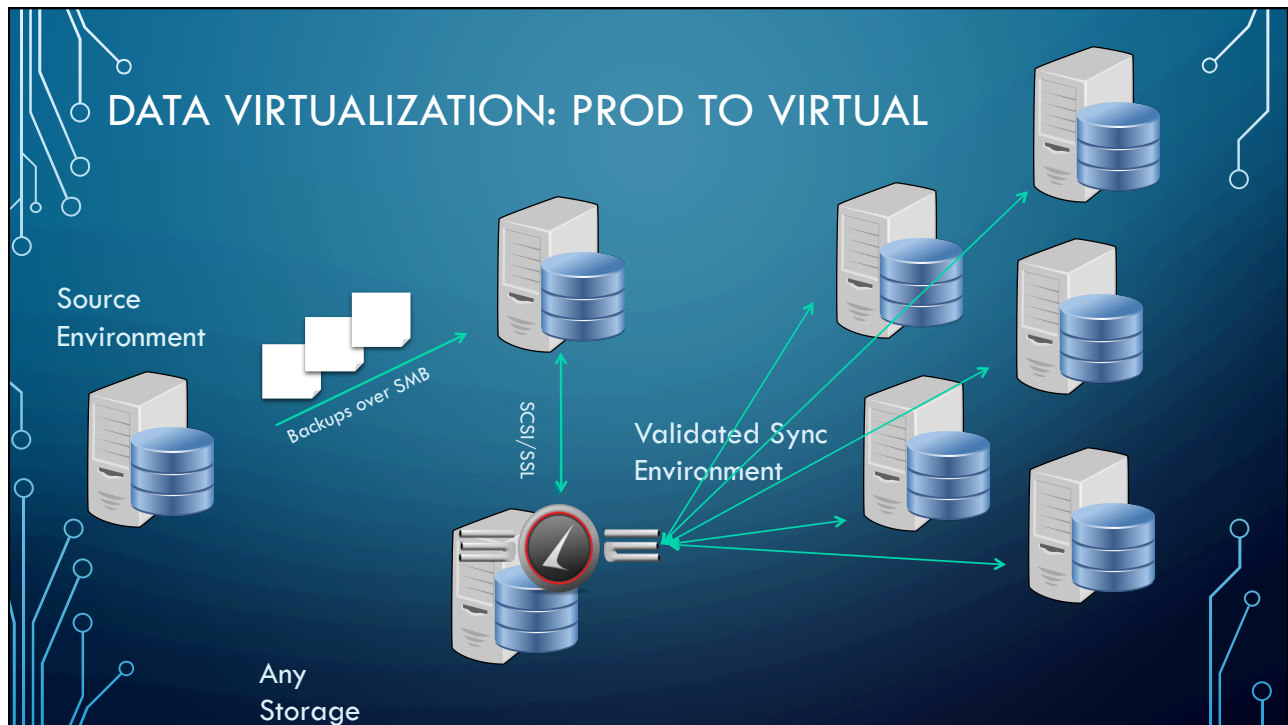 DATA VIRTUALIZATION: PROD TO VIRTUAL
Source
Environment
Backups over SMB
SCSI/SSL
Validated Sync
Environment
Any
Storage